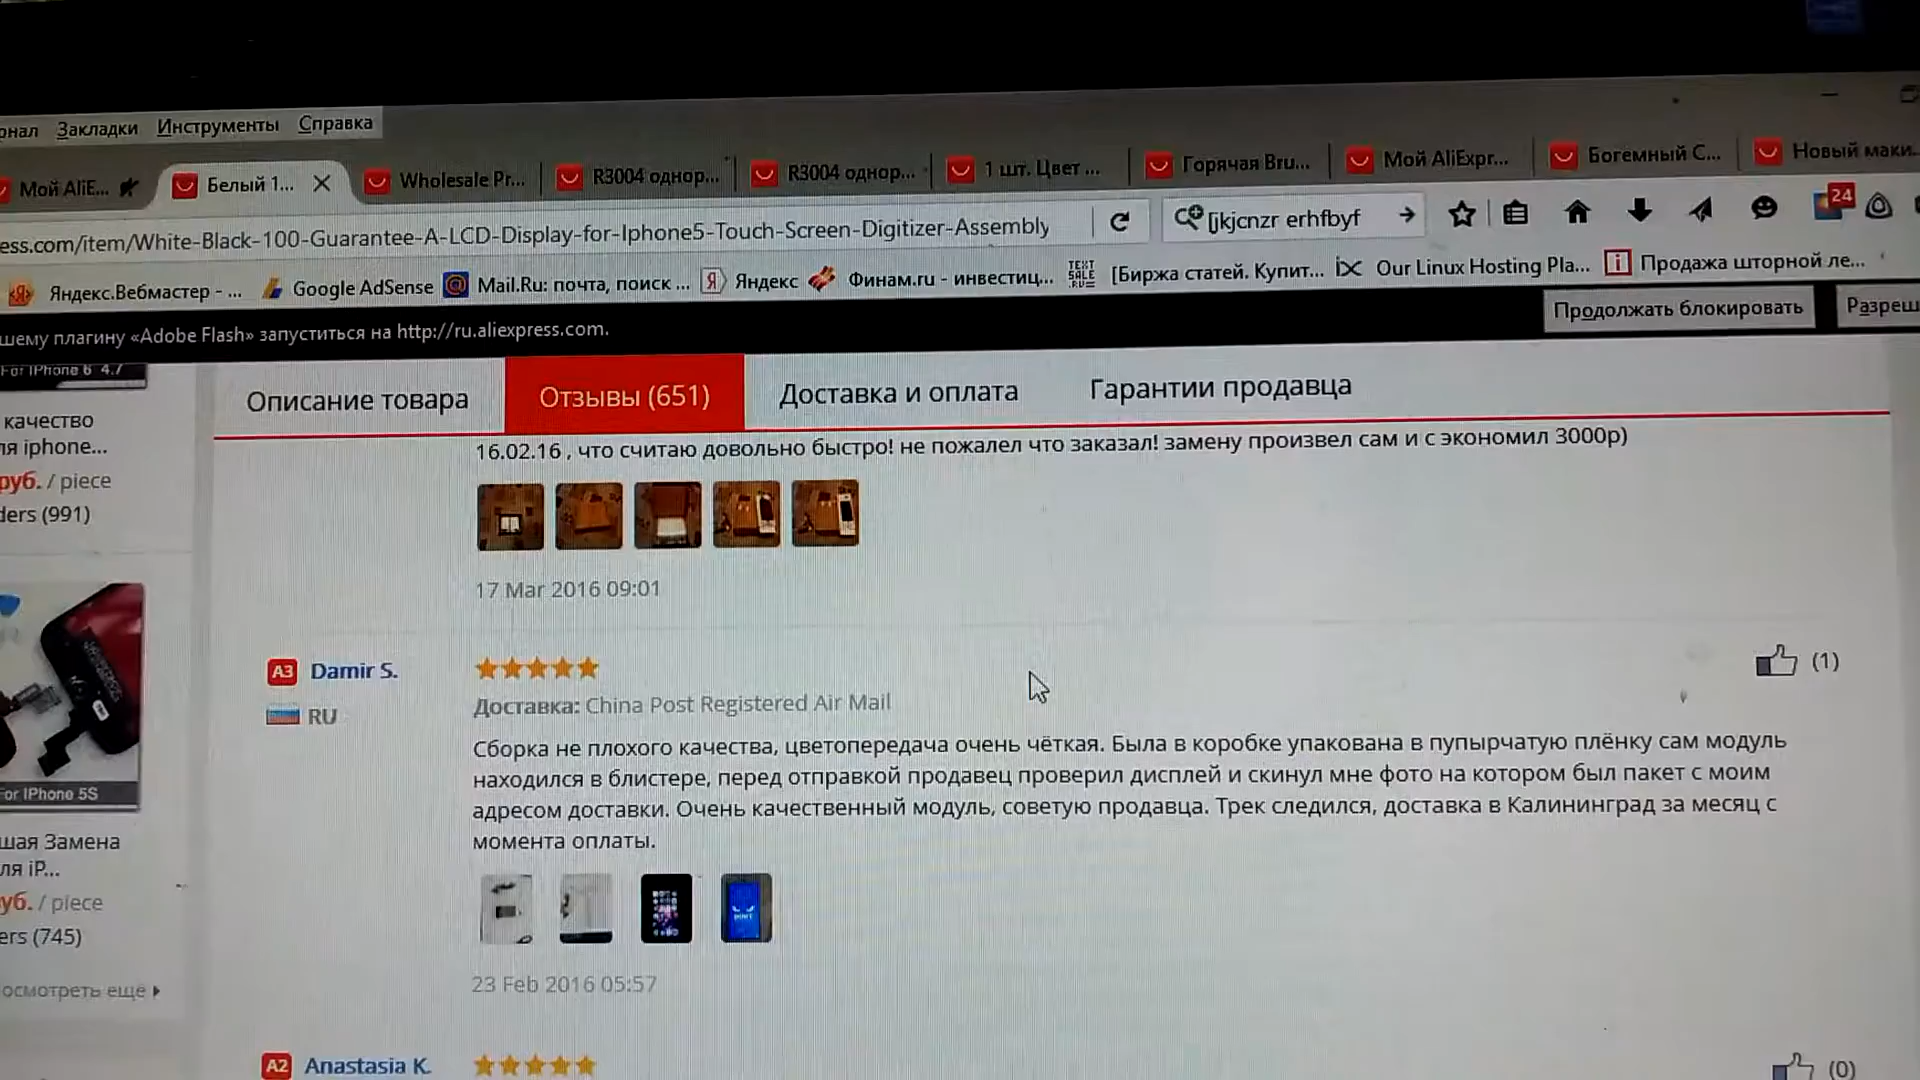 Закладки Инструменты Справка
Мой AliE... Белый 1... Wholesale Pr... R3004 однор... R3004 однор... 1 шт. Цвет ... Горячая Bru... Мой AliExpr... Богемный С... Новый маки...
ess.com/item/White-Black-100-Guarantee-A-LCD-Display-for-Iphone5-Touch-Screen-Digitizer-Assembly
[jkjcnzr erhfbyf
24
Яндекс.Вебмастер - ... Google AdSense Mail.Ru: почта, поиск ... Яндекс Финам.ru - инвестиц... [Биржа статей. Купит... Our Linux Hosting Pla... Продажа шторной ле...
шему плагину «Adobe Flash» запуститься на http://ru.aliexpress.com.
Продолжать блокировать Разреш
For IPhone 6 4.7
Описание товара Отзывы (651) Доставка и оплата Гарантии продавца
качество
ля iphone...
руб. / piece
ders (991)
16.02.16 , что считаю довольно быстро! не пожалел что заказал! замену произвел сам и с экономил 3000р)
17 Mar 2016 09:01
A3 Damir S.
RU
(1)
Доставка: China Post Registered Air Mail
Сборка не плохого качества, цветопередача очень чёткая. Была в коробке упакована в пупырчатую плёнку сам модуль
находился в блистере, перед отправкой продавец проверил дисплей и скинул мне фото на котором был пакет с моим
адресом доставки. Очень качественный модуль, советую продавца. Трек следился, доставка в Калининград за месяц с
момента оплаты.
23 Feb 2016 05:57
For IPhone 5S
шая Замена
ля iP...
уб. / piece
ers (745)
осмотреть ещё
A2 Anastasia K.
(0)